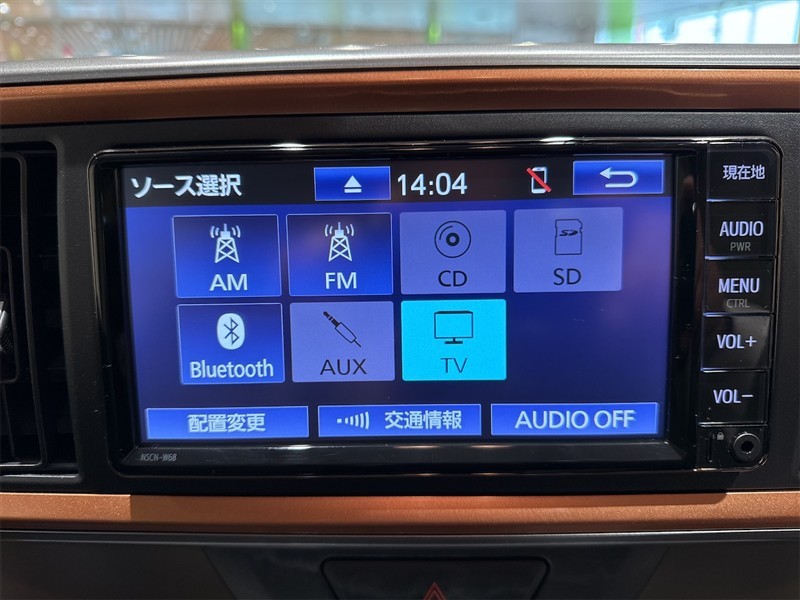 ソース選択
14:04
AM
FM
CD
SD
SD
Bluetooth
AUX
TV
配置変更
交通情報
AUDIO OFF
現在地
AUDIO
PWR
MENU
CTRL
VOL+
VOL−
NSCN-W68